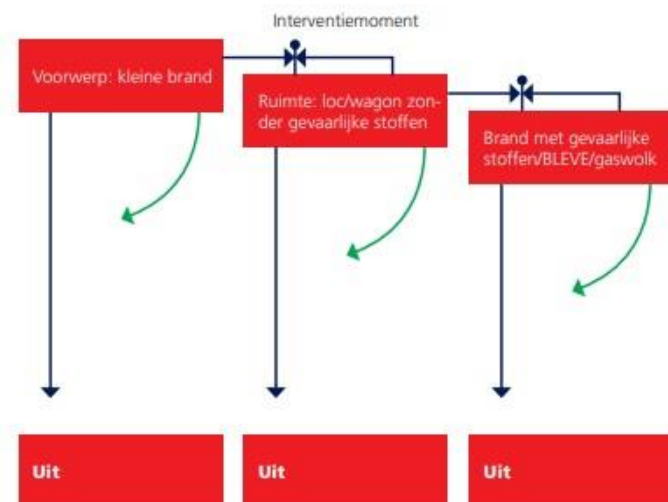 Interventiemoment
Voorwerp: kleine brand
Ruimte: loc/wagon zon-
der gevaarlijke stoffen
Brand met gevaarlijke
stoffen/BLEVE/gaswolk
Uit
Uit
Uit